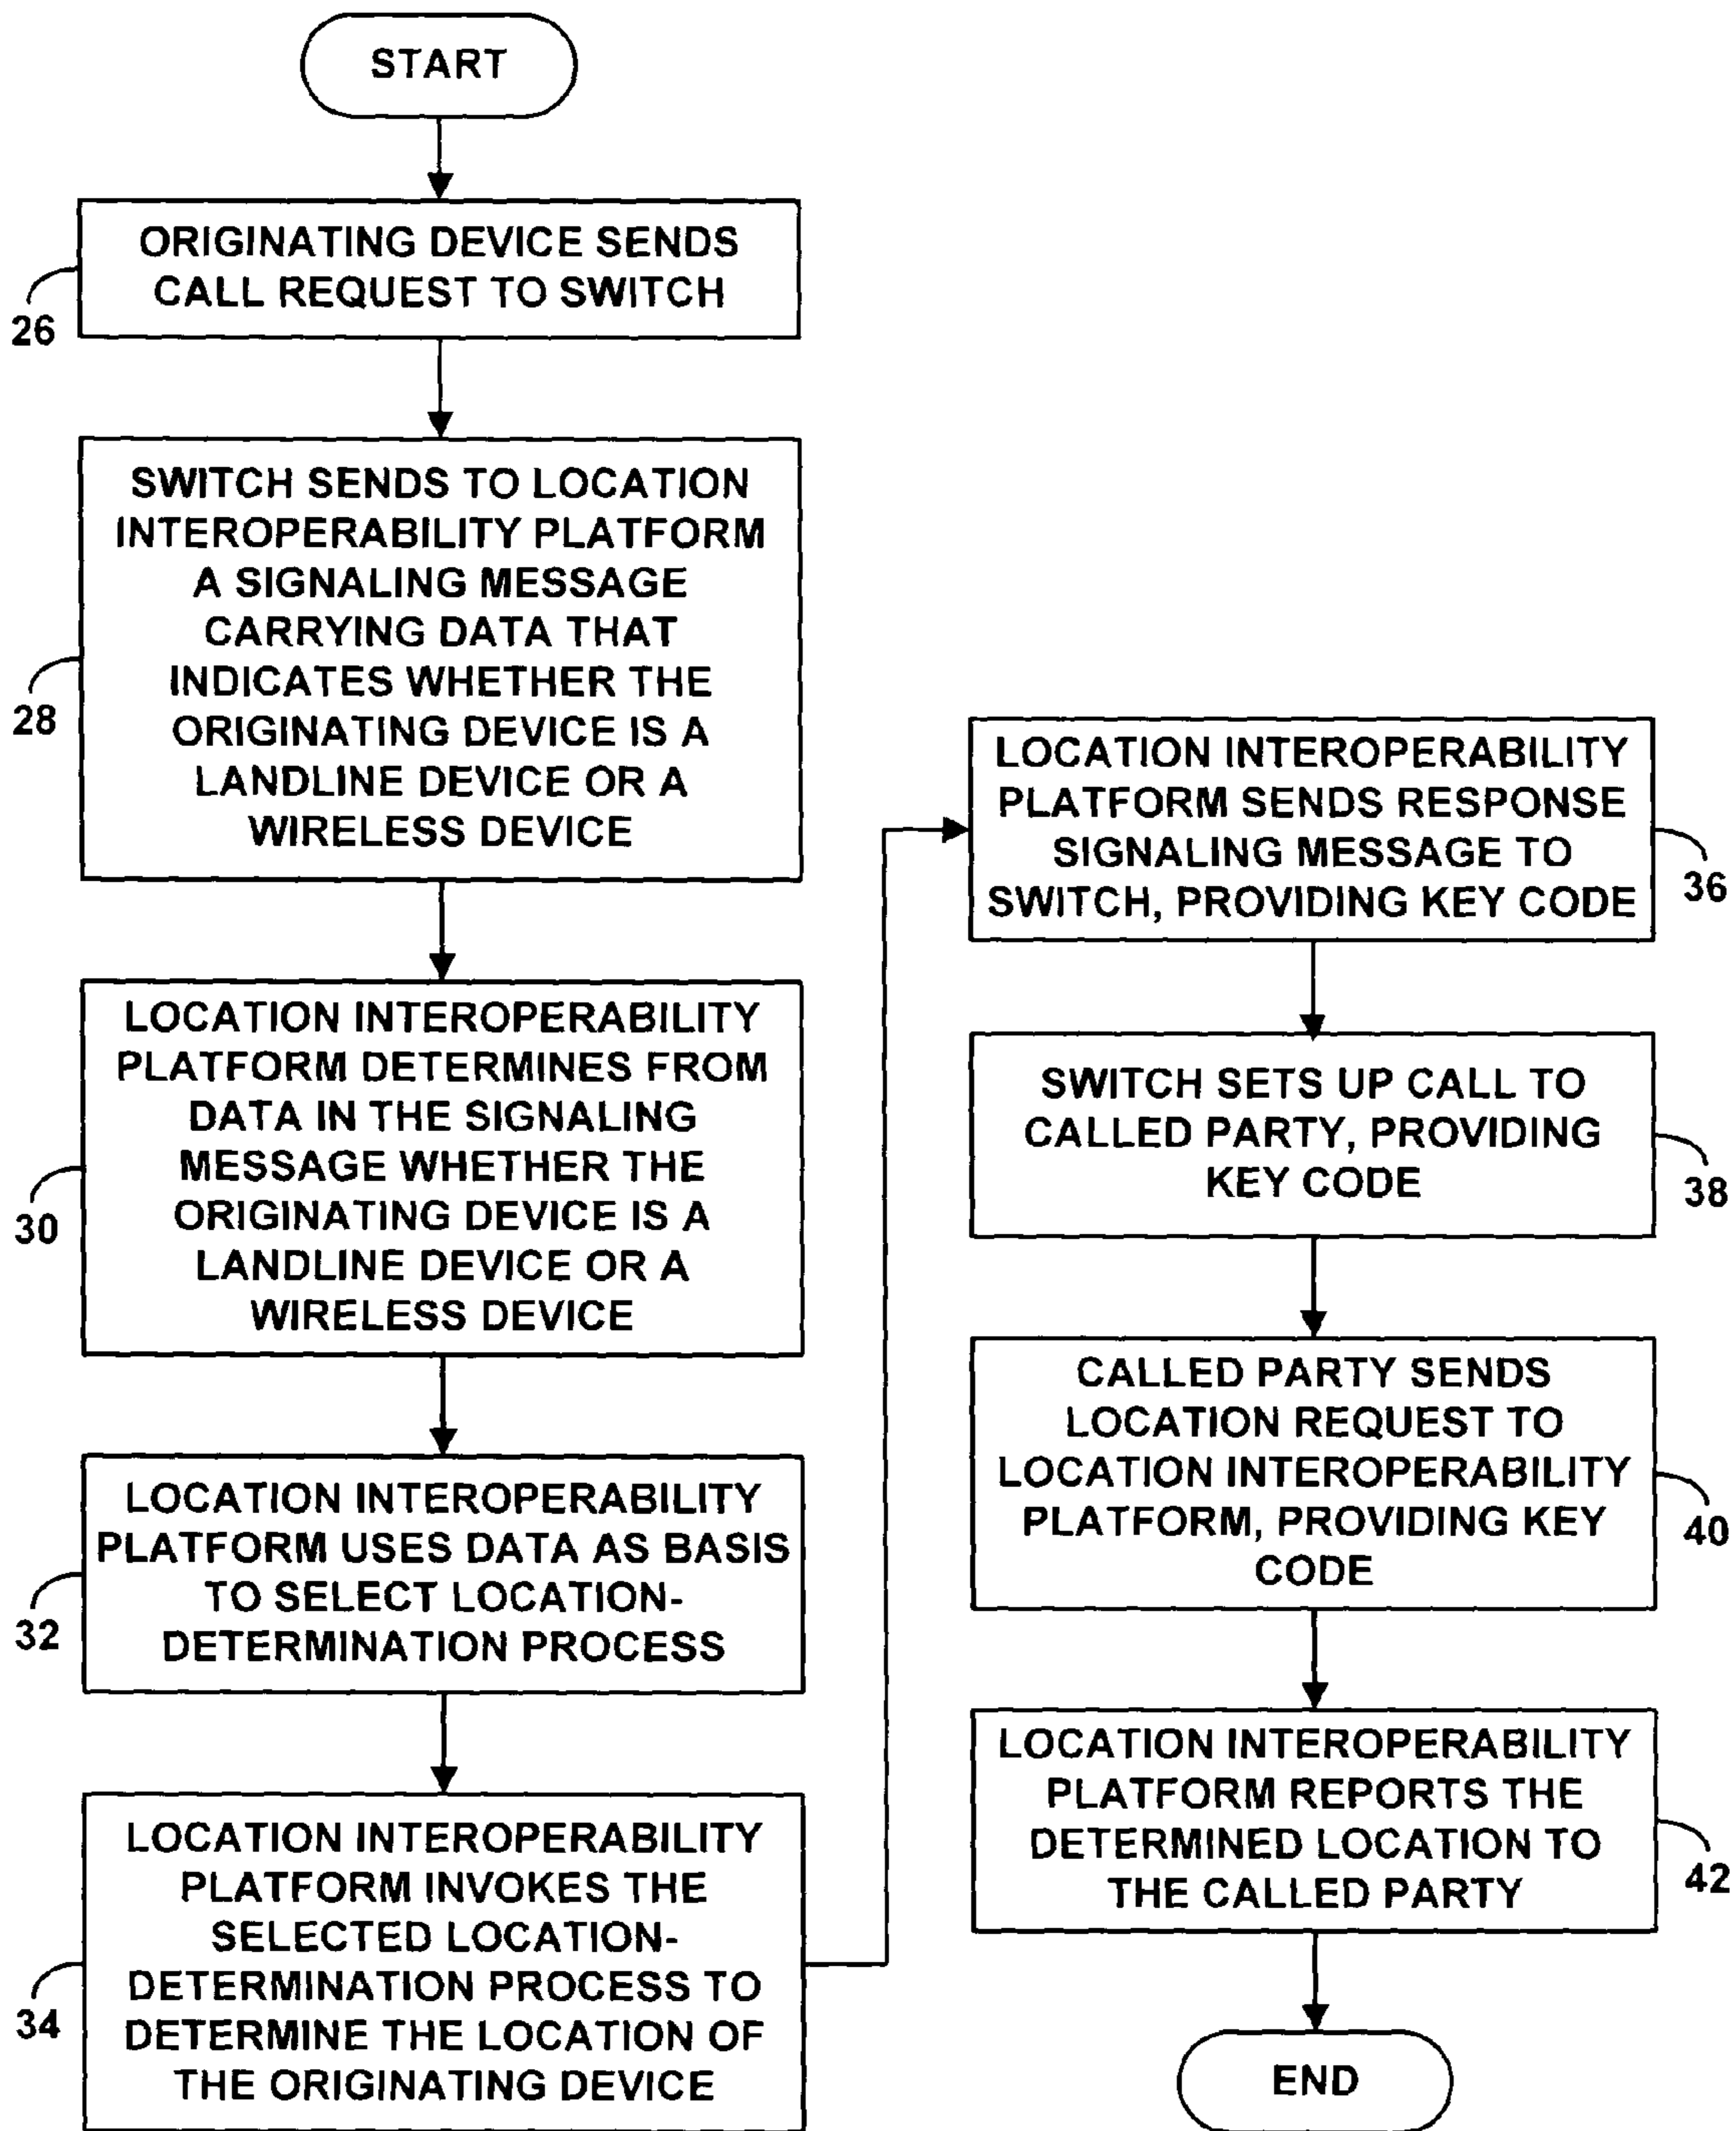 START
ORIGINATING DEVICE SENDS
CALL REQUEST TO SWITCH
26
SWITCH SENDS TO LOCATION
INTEROPERABILITY PLATFORM
A SIGNALING MESSAGE
CARRYING DATA THAT
INDICATES WHETHER THE
ORIGINATING DEVICE IS A
LANDLINE DEVICE OR A
WIRELESS DEVICE
28
LOCATION INTEROPERABILITY
PLATFORM DETERMINES FROM
DATA IN THE SIGNALING
MESSAGE WHETHER THE
ORIGINATING DEVICE IS A
LANDLINE DEVICE OR A
WIRELESS DEVICE
30
LOCATION INTEROPERABILITY
PLATFORM USES DATA AS BASIS
TO SELECT LOCATION-
DETERMINATION PROCESS
32
LOCATION INTEROPERABILITY
PLATFORM INVOKES THE
SELECTED LOCATION-
DETERMINATION PROCESS TO
DETERMINE THE LOCATION OF
THE ORIGINATING DEVICE
34
LOCATION INTEROPERABILITY
PLATFORM SENDS RESPONSE
SIGNALING MESSAGE TO
SWITCH, PROVIDING KEY CODE
36
SWITCH SETS UP CALL TO
CALLED PARTY, PROVIDING
KEY CODE
38
CALLED PARTY SENDS
LOCATION REQUEST TO
LOCATION INTEROPERABILITY
PLATFORM, PROVIDING KEY
CODE
40
LOCATION INTEROPERABILITY
PLATFORM REPORTS THE
DETERMINED LOCATION TO
THE CALLED PARTY
42
END